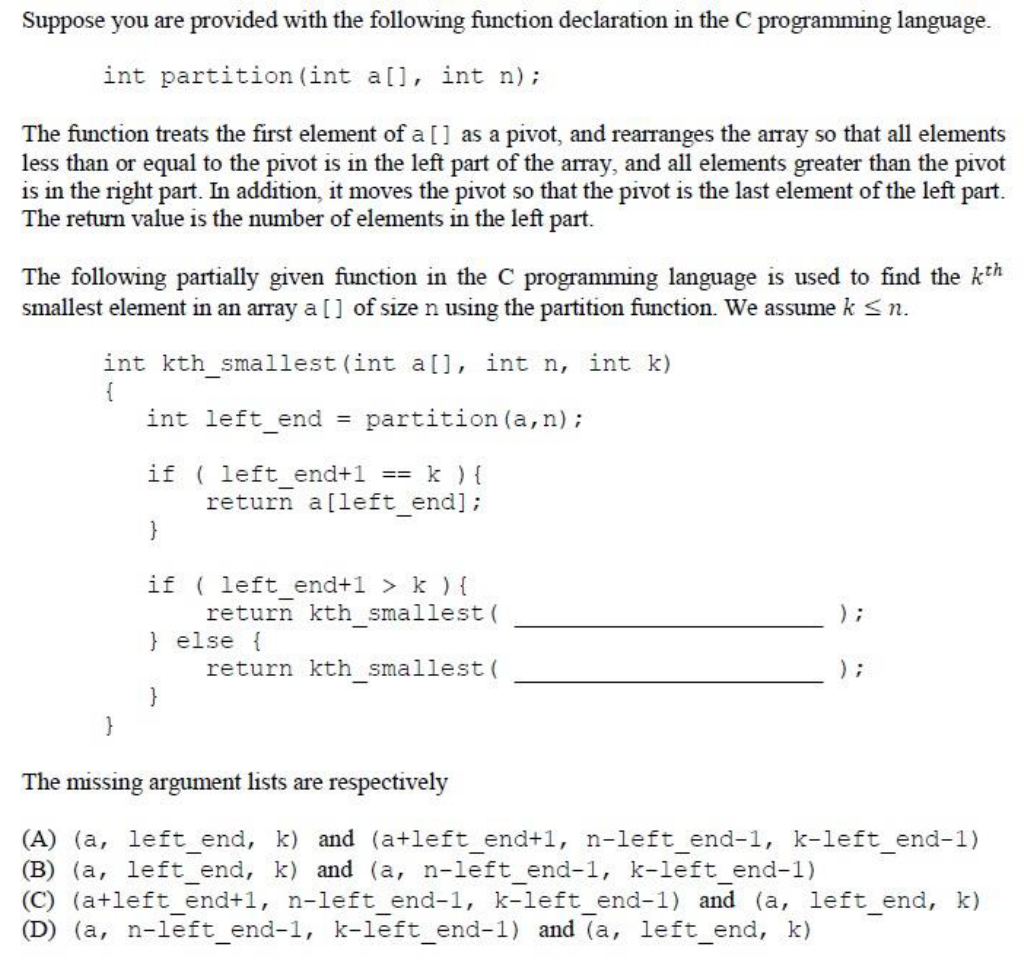 Suppose you are provided with the following function declaration in the C programming language.
int partition(int a[], int n);
The function treats the first element of a[] as a pivot, and rearranges the array so that all elements
less than or equal to the pivot is in the left part of the array, and all elements greater than the pivot
is in the right part. In addition, it moves the pivot so that the pivot is the last element of the left part.
The return value is the number of elements in the left part.
The following partially given function in the C programming language is used to find the kth
smallest element in an array a[] of size n using the partition function. We assume k ≤ n.
int kth_smallest(int a[], int n, int k)
{
int left_end = partition(a,n);
if ( left_end+1 == k ){
return a[left_end];
}
if ( left_end+1 > k ){
return kth_smallest( ____________________ );
} else {
return kth_smallest( ____________________ );
}
}
The missing argument lists are respectively
(A) (a, left_end, k) and (a+left_end+1, n-left_end-1, k-left_end-1)
(B) (a, left_end, k) and (a, n-left_end-1, k-left_end-1)
(C) (a+left_end+1, n-left_end-1, k-left_end-1) and (a, left_end, k)
(D) (a, n-left_end-1, k-left_end-1) and (a, left_end, k)